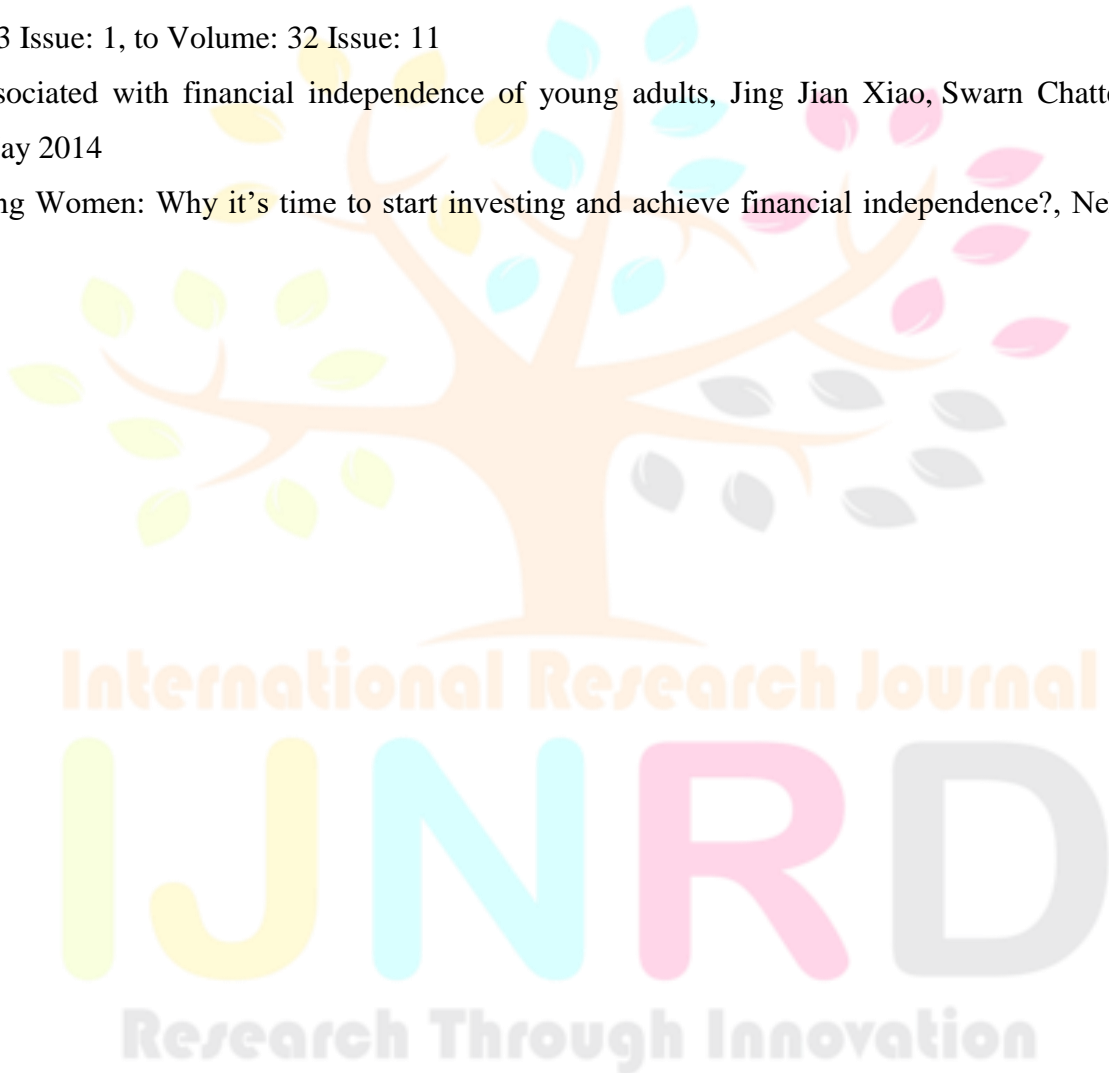 3 Issue: 1, to Volume: 32 Issue: 11
sociated with financial independence of young adults, Jing Jian Xiao, Swarn Chatt
ay 2014
ng Women: Why it’s time to start investing and achieve financial independence?, Ne
International Research Journal
IJNRD
Research Through Innovation